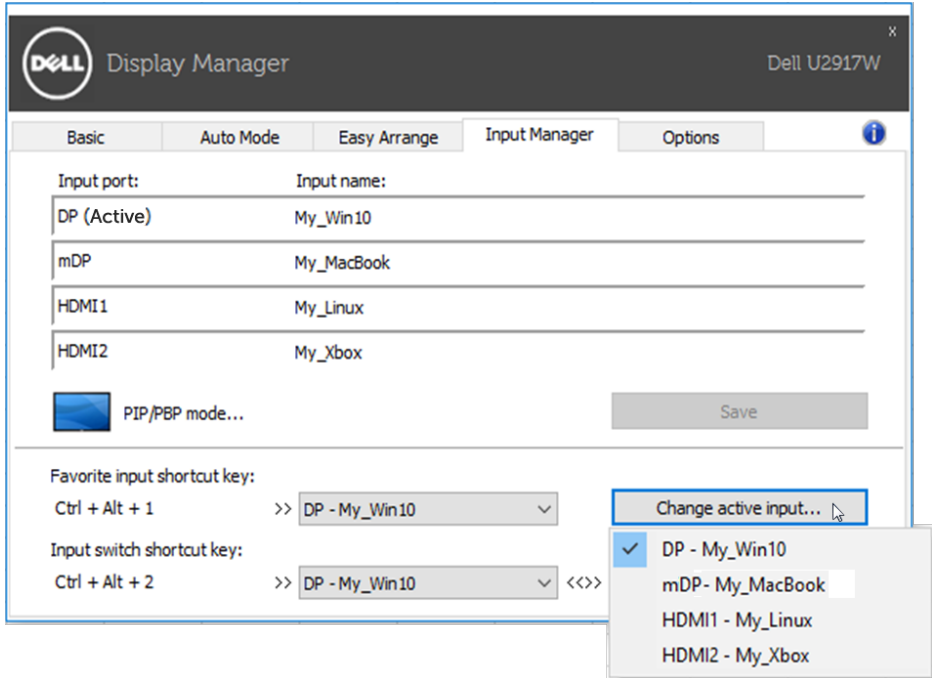 DELL Display Manager
x
Dell U2917W
Basic Auto Mode Easy Arrange Input Manager Options i
Input port: Input name:
DP (Active) My_Win10
mDP My_MacBook
HDMI1 My_Linux
HDMI2 My_Xbox
PIP/PBP mode... Save
Favorite input shortcut key:
Ctrl + Alt + 1 >> DP - My_Win10 Change active input...
Input switch shortcut key:
Ctrl + Alt + 2 >> DP - My_Win10 <<>>
DP - My_Win10
mDP- My_MacBook
HDMI1 - My_Linux
HDMI2 - My_Xbox